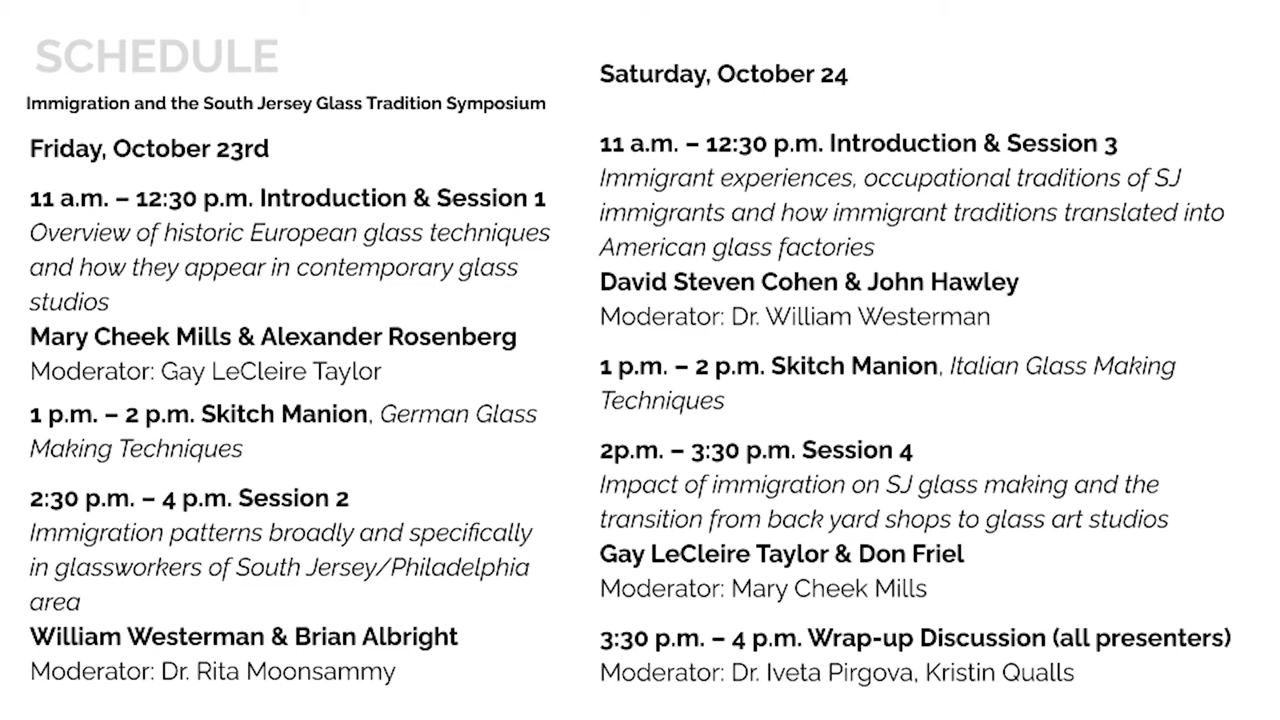 SCHEDULE
Immigration and the South Jersey Glass Tradition Symposium
Friday, October 23rd
11 a.m. – 12:30 p.m. Introduction & Session 1
Overview of historic European glass techniques
and how they appear in contemporary glass
studios
Mary Cheek Mills & Alexander Rosenberg
Moderator: Gay LeCleire Taylor
1 p.m. – 2 p.m. Skitch Manion, German Glass
Making Techniques
2:30 p.m. – 4 p.m. Session 2
Immigration patterns broadly and specifically
in glassworkers of South Jersey/Philadelphia
area
William Westerman & Brian Albright
Moderator: Dr. Rita Moonsammy
Saturday, October 24
11 a.m. – 12:30 p.m. Introduction & Session 3
Immigrant experiences, occupational traditions of SJ
immigrants and how immigrant traditions translated into
American glass factories
David Steven Cohen & John Hawley
Moderator: Dr. William Westerman
1 p.m. – 2 p.m. Skitch Manion, Italian Glass Making
Techniques
2p.m. – 3:30 p.m. Session 4
Impact of immigration on SJ glass making and the
transition from back yard shops to glass art studios
Gay LeCleire Taylor & Don Friel
Moderator: Mary Cheek Mills
3:30 p.m. – 4 p.m. Wrap-up Discussion (all presenters)
Moderator: Dr. Iveta Pirgova, Kristin Qualls